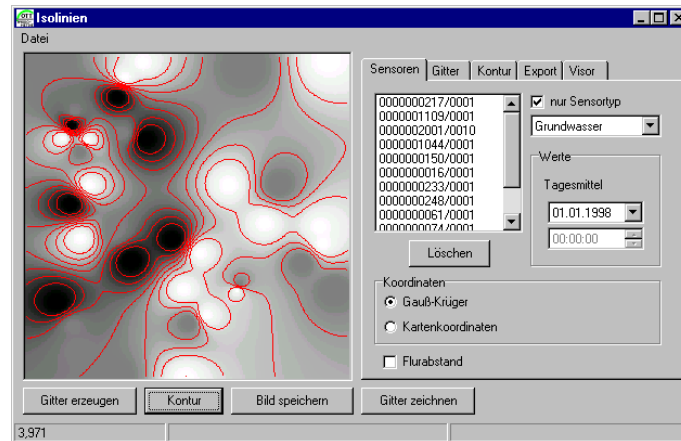 Isolinien
Datei
Sensoren Gitter Kontur Export Visor
0000000217/0001
0000001109/0001
0000002001/0010
0000001044/0001
0000000150/0001
0000000016/0001
0000000233/0001
0000000248/0001
0000000061/0001
0000000074/0001
nur Sensortyp
Grundwasser
Werte
Tagesmittel
01.01.1998
00:00:00
Löschen
Koordinaten
Gauß-Krüger
Kartenkoordinaten
Flurabstand
Gitter erzeugen Kontur Bild speichern Gitter zeichnen
3,971